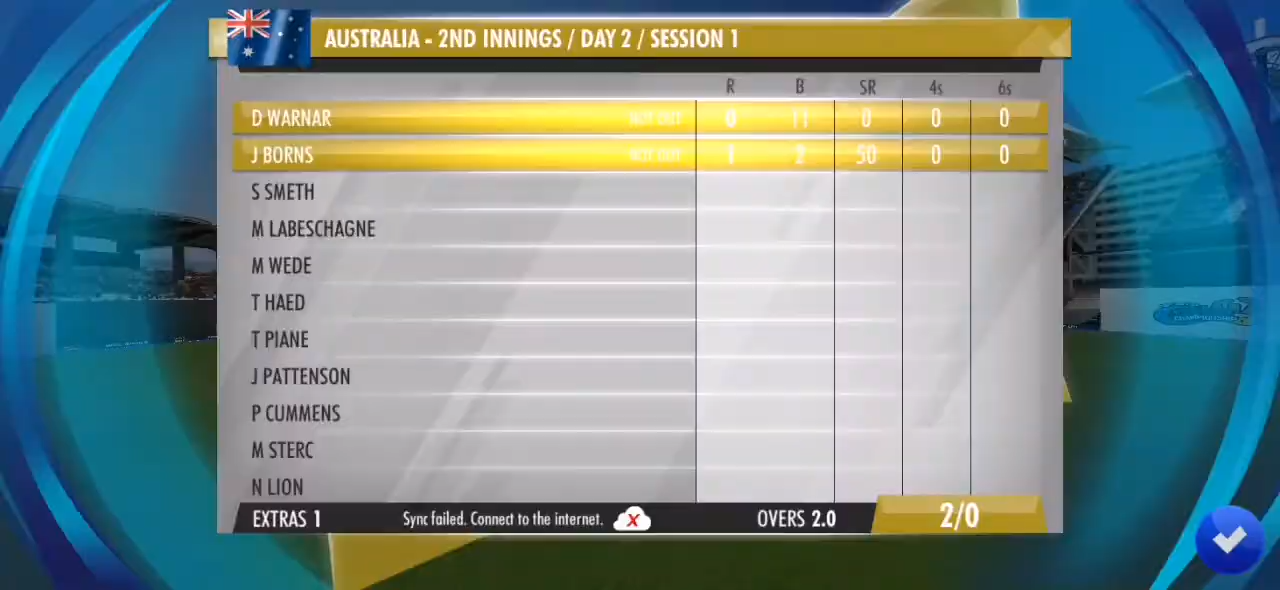 AUSTRALIA - 2ND INNINGS / DAY 2 / SESSION 1
R B SR 4s 6s
D WARNAR NOT OUT 0 11 0 0 0
J BORNS NOT OUT 1 2 50 0 0
S SMETH
M LABESCHAGNE
M WEDE
T HAED
T PIANE
J PATTENSON
P CUMMENS
M STERC
N LION
EXTRAS 1 Sync failed. Connect to the internet. X OVERS 2.0 2/0